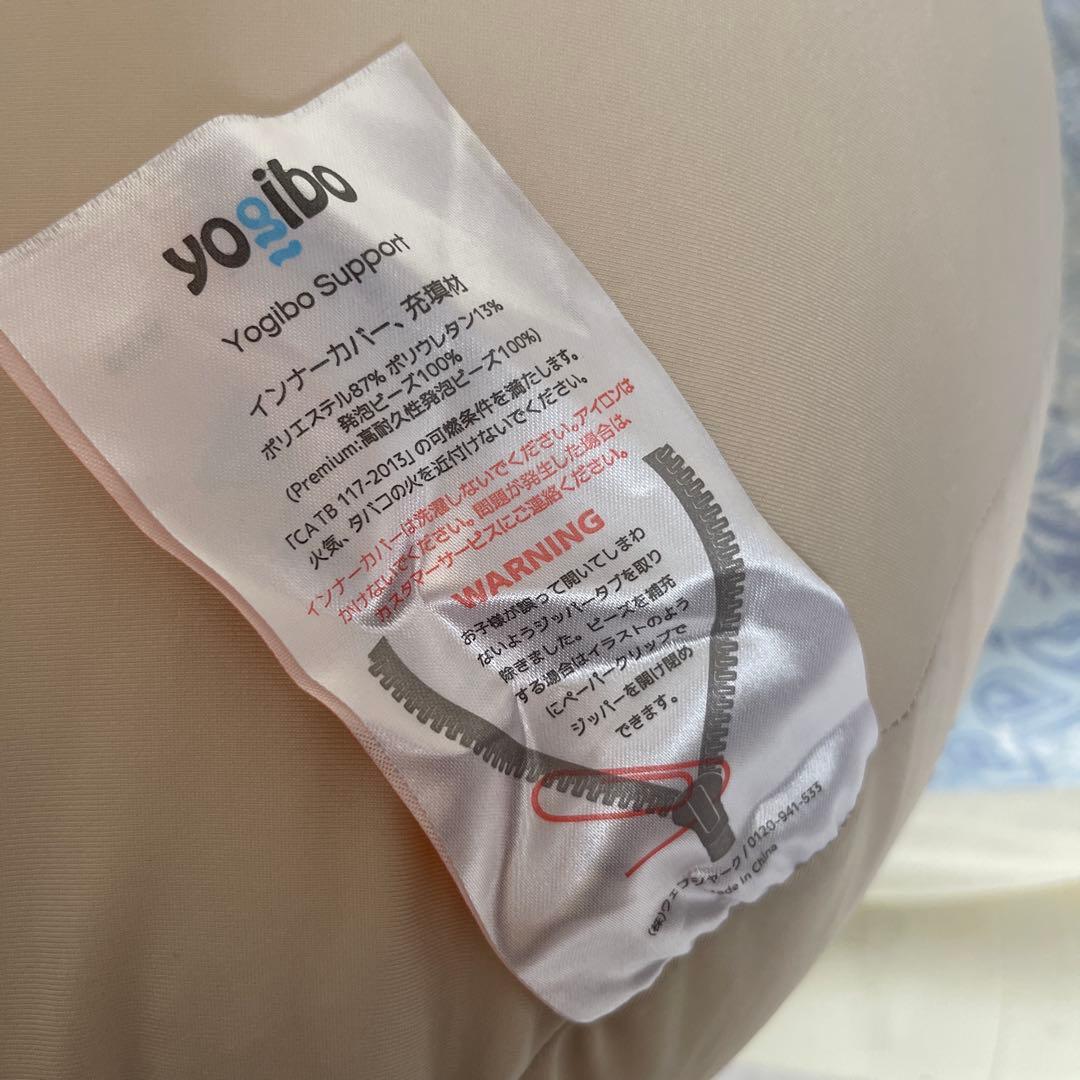 yogibo
Yogibo Support
インナーカバー、充填材
ポリエステル87% ポリウレタン13%
発泡ビーズ100%
(Premium:高耐久性発泡ビーズ100%)
「CA TB 117-2013」の可燃条件を満たします。
火気、タバコの火を近付けないでください。
インナーカバーは洗濯しないでください。アイロンは
かけないでください。問題が発生した場合は、
カスタマーサービスにご連絡ください。
WARNING
お子様が誤って開いてしまわ
ないようジッパータブを取り
除きました。ビーズを補充
する場合はイラストのよう
にペーパークリップで
ジッパーを開け閉め
できます。
(株)ウェブシャーク / 0120-941-533
Made in China